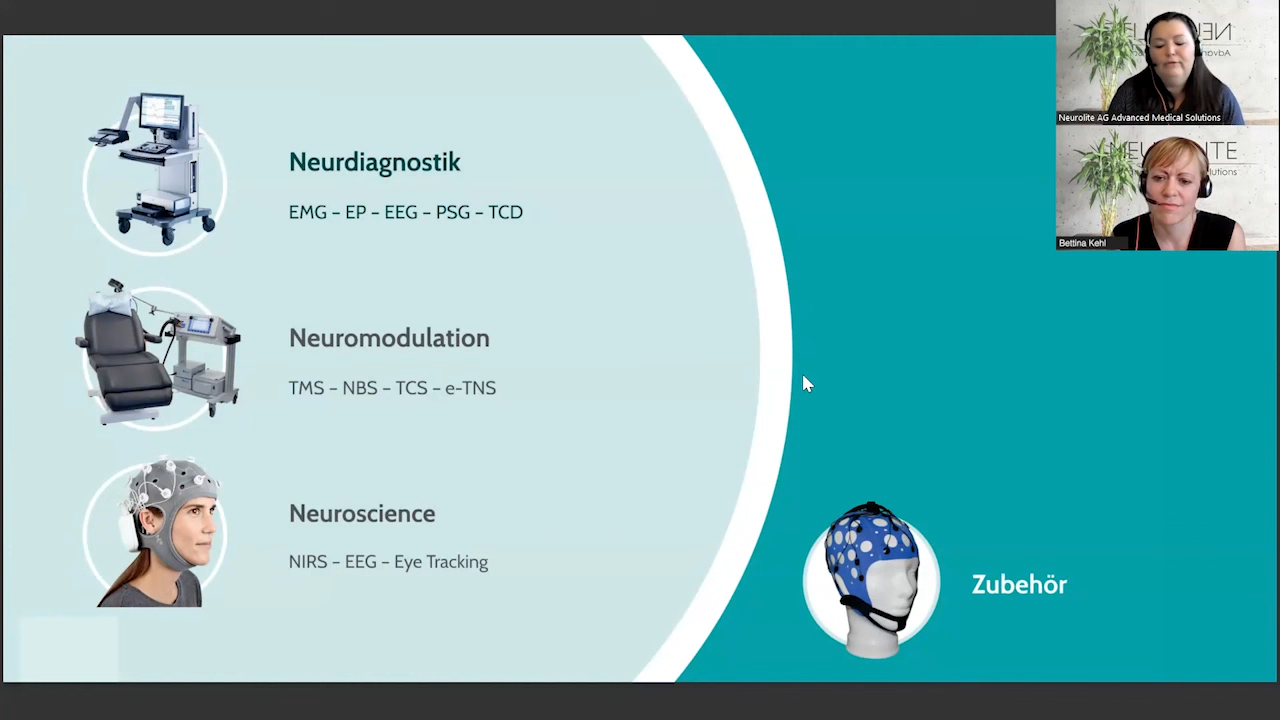 Neurdiagnostik
EMG – EP – EEG – PSG – TCD
Neuromodulation
TMS – NBS – TCS – e-TNS
Neuroscience
NIRS – EEG – Eye Tracking
Zubehör
Neurolite AG Advanced Medical Solutions
Bettina Kehl